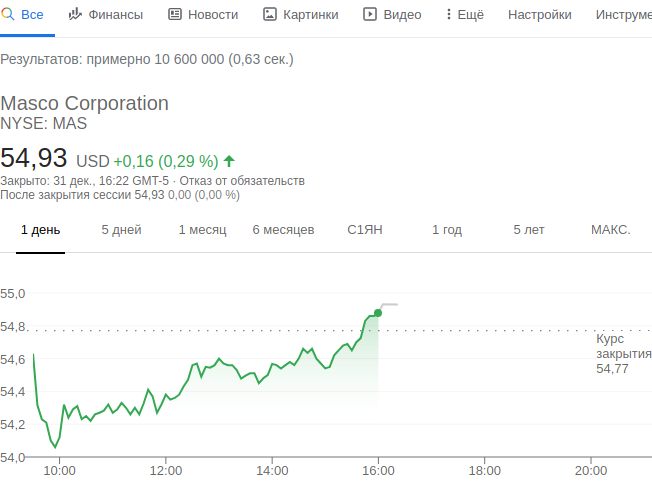 Все Финансы Новости Картинки Видео Ещё Настройки Инструме
Результатов: примерно 10 600 000 (0,63 сек.)
Masco Corporation
NYSE: MAS
54,93 USD +0,16 (0,29 %)
Закрыто: 31 дек., 16:22 GMT-5 · Отказ от обязательств
После закрытия сессии 54,93 0,00 (0,00 %)
1 день 5 дней 1 месяц 6 месяцев С1ЯН 1 год 5 лет МАКС.
55,0
54,8
54,6
54,4
54,2
54,0
Курс
закрытия
54,77
10:00 12:00 14:00 16:00 18:00 20:00